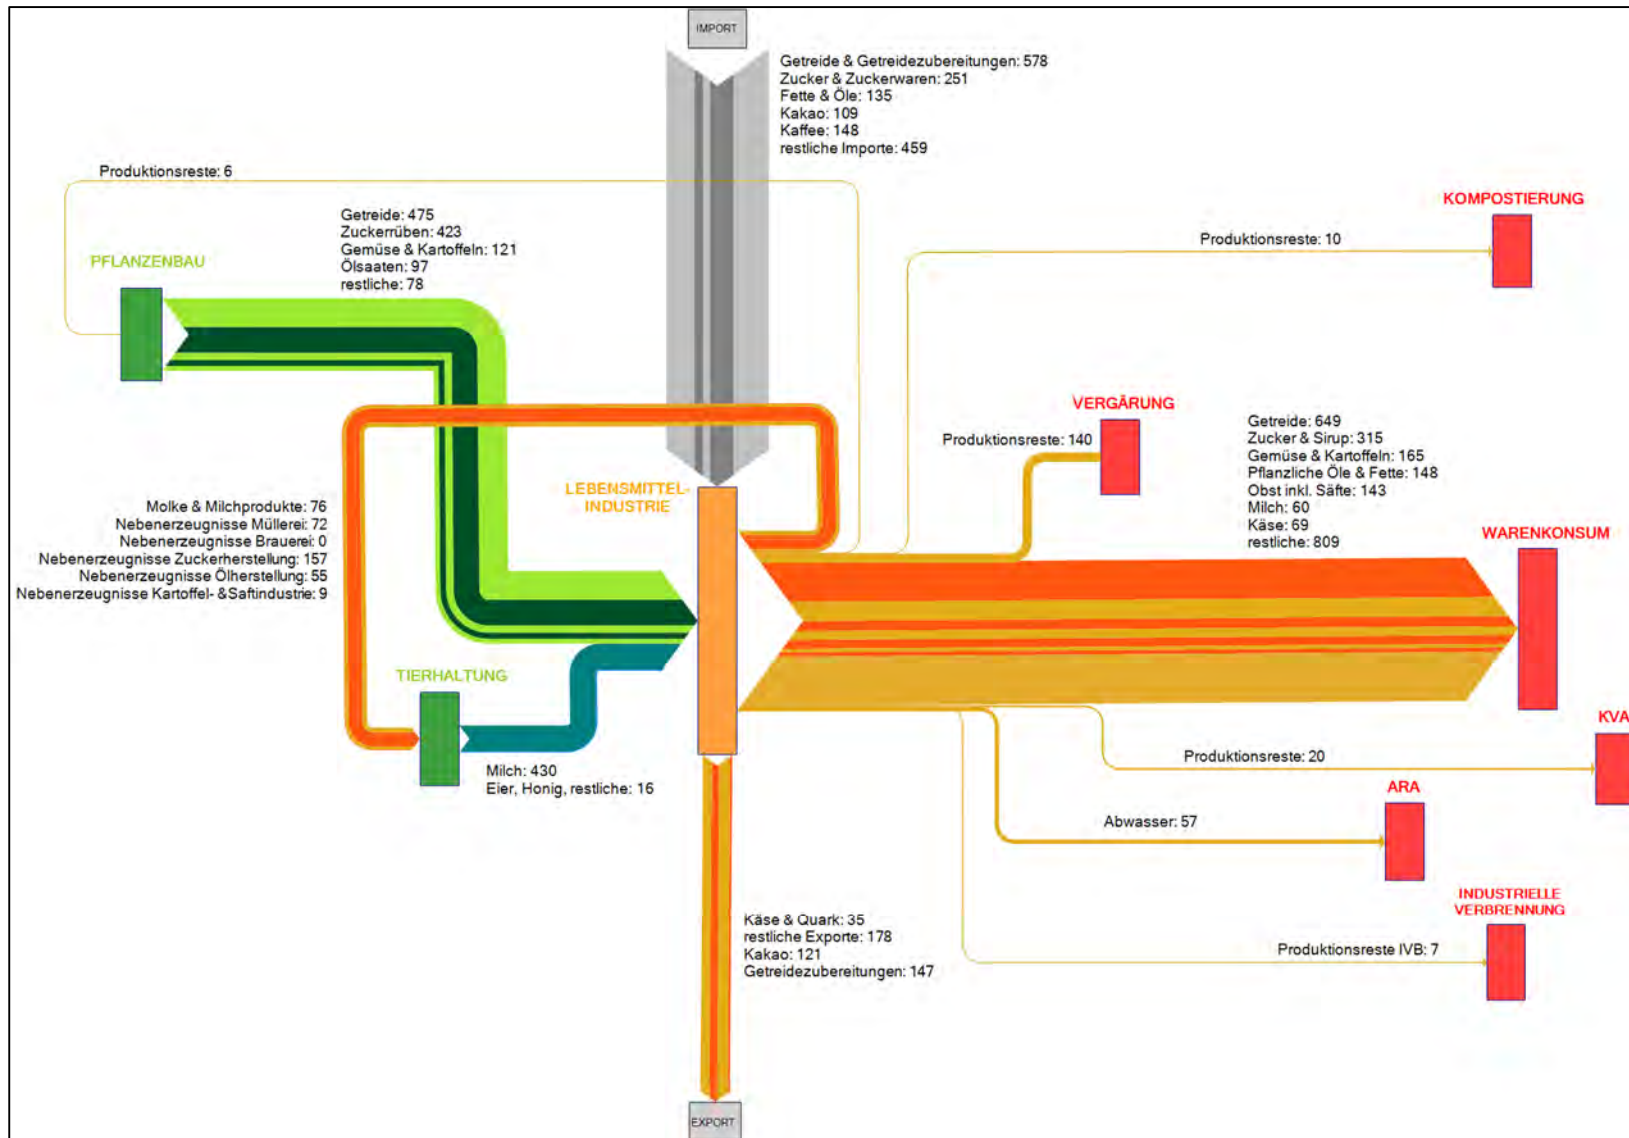 IMPORT
Getreide & Getreidezubereitungen: 578
Zucker & Zuckerwaren: 251
Fette & Öle: 135
Kakao: 109
Kaffee: 148
restliche Importe: 459
Produktionsreste: 6
Getreide: 475
Zuckerrüben: 423
Gemüse & Kartoffeln: 121
Ölsaaten: 97
restliche: 78
PFLANZENBAU
KOMPOSTIERUNG
Produktionsreste: 10
VERGÄRUNG
Produktionsreste: 140
Getreide: 649
Zucker & Sirup: 315
Gemüse & Kartoffeln: 165
Pflanzliche Öle & Fette: 148
Obst inkl. Säfte: 143
Milch: 60
Käse: 69
restliche: 809
LEBENSMITTEL-
INDUSTRIE
Molke & Milchprodukte: 76
Nebenerzeugnisse Müllerei: 72
Nebenerzeugnisse Brauerei: 0
Nebenerzeugnisse Zuckerherstellung: 157
Nebenerzeugnisse Ölherstellung: 55
Nebenerzeugnisse Kartoffel- &Saftindustrie: 9
WARENKONSUM
TIERHALTUNG
Milch: 430
Eier, Honig, restliche: 16
KVA
Produktionsreste: 20
ARA
Abwasser: 57
INDUSTRIELLE
VERBRENNUNG
Produktionsreste IVB: 7
Käse & Quark: 35
restliche Exporte: 178
Kakao: 121
Getreidezubereitungen: 147
EXPORT